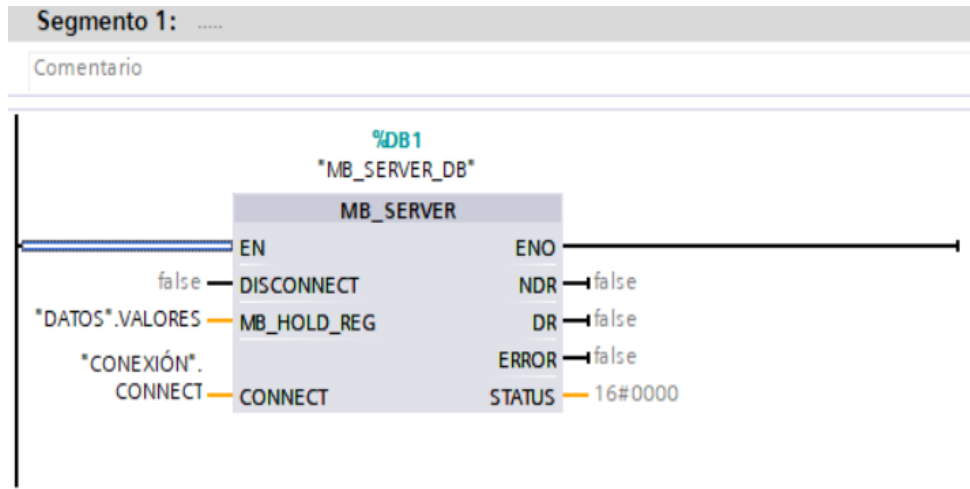 Segmento 1: .....
Comentario
%DB1
"MB_SERVER_DB"
MB_SERVER
EN ENO
false DISCONNECT NDR false
"DATOS".VALORES MB_HOLD_REG DR false
"CONEXIÓN". ERROR false
CONNECT CONNECT STATUS 16#0000